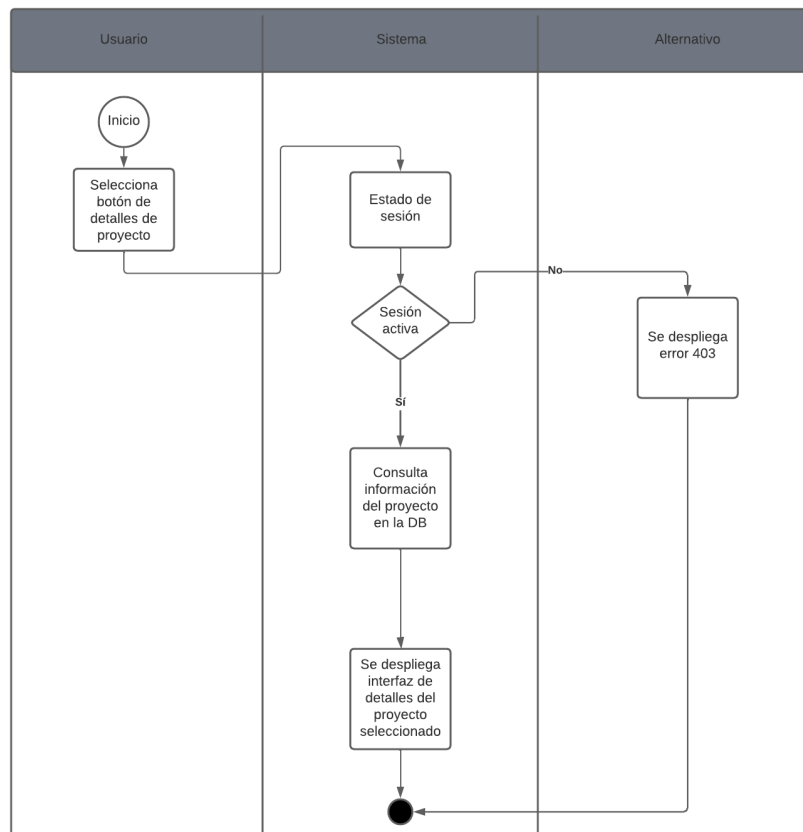 Usuario
Sistema
Alternativo
Inicio
Selecciona
botón de
detalles de
proyecto
Estado de
sesión
Sesión
activa
No
Se despliega
error 403
Sí
Consulta
información
del proyecto
en la DB
Se despliega
interfaz de
detalles del
proyecto
seleccionado